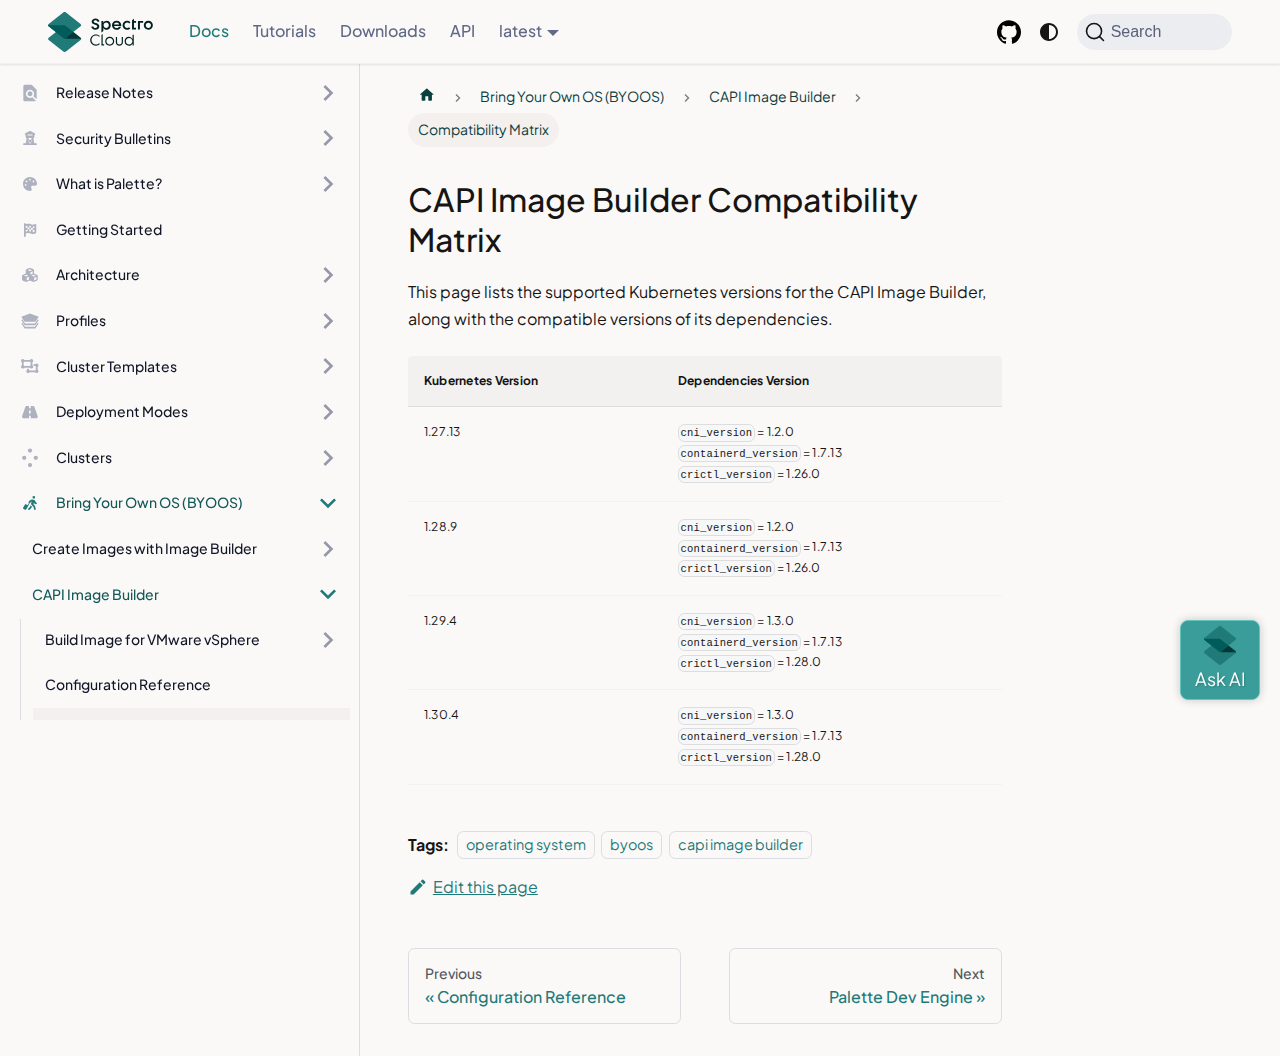 Spectro
Cloud
Docs
Tutorials
Downloads
API
latest
Search
Release Notes
Security Bulletins
What is Palette?
Getting Started
Architecture
Profiles
Cluster Templates
Deployment Modes
Clusters
Bring Your Own OS (BYOOS)
Create Images with Image Builder
CAPI Image Builder
Build Image for VMware vSphere
Configuration Reference
Bring Your Own OS (BYOOS)
CAPI Image Builder
Compatibility Matrix
CAPI Image Builder Compatibility
Matrix
This page lists the supported Kubernetes versions for the CAPI Image Builder,
along with the compatible versions of its dependencies.
Kubernetes Version
Dependencies Version
1.27.13
cni_version = 1.2.0
containerd_version = 1.7.13
crictl_version = 1.26.0
1.28.9
cni_version = 1.2.0
containerd_version = 1.7.13
crictl_version = 1.26.0
1.29.4
cni_version = 1.3.0
containerd_version = 1.7.13
crictl_version = 1.28.0
1.30.4
cni_version = 1.3.0
containerd_version = 1.7.13
crictl_version = 1.28.0
Tags: operating system byoos capi image builder
Edit this page
Previous
« Configuration Reference
Next
Palette Dev Engine »
Ask AI